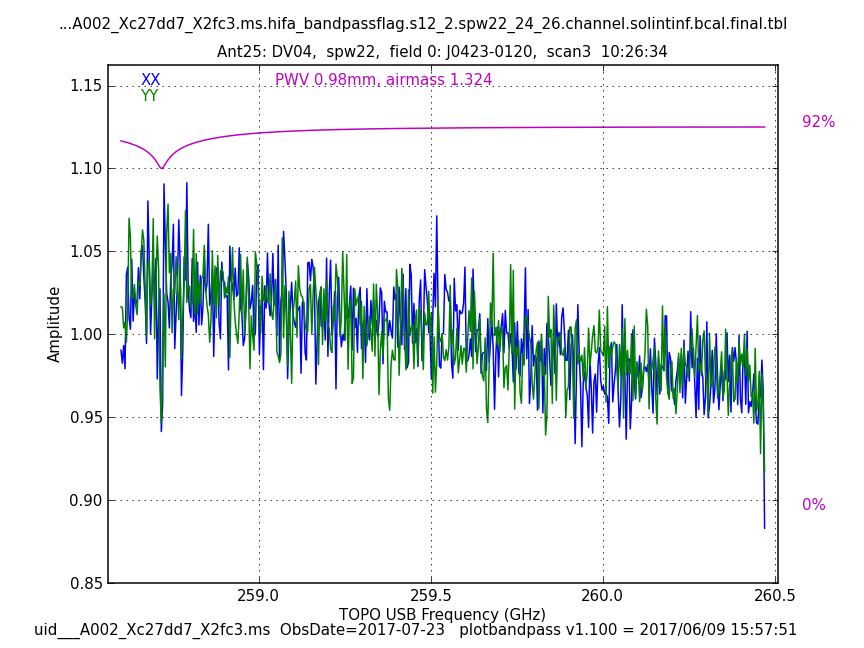 ...A002_Xc27dd7_X2fc3.ms.hifa_bandpassflag.s12_2.spw22_24_26.channel.solintinf.bcal.final.tbl
Ant25: DV04, spw22, field 0: J0423-0120, scan3 10:26:34
XX
PWV 0.98mm, airmass 1.324
YY
1.15
1.10
1.05
1.00
0.95
0.90
0.85
Amplitude
92%
0%
259.0
259.5
260.0
260.5
TOPO USB Frequency (GHz)
uid___A002_Xc27dd7_X2fc3.ms ObsDate=2017-07-23 plotbandpass v1.100 = 2017/06/09 15:57:51